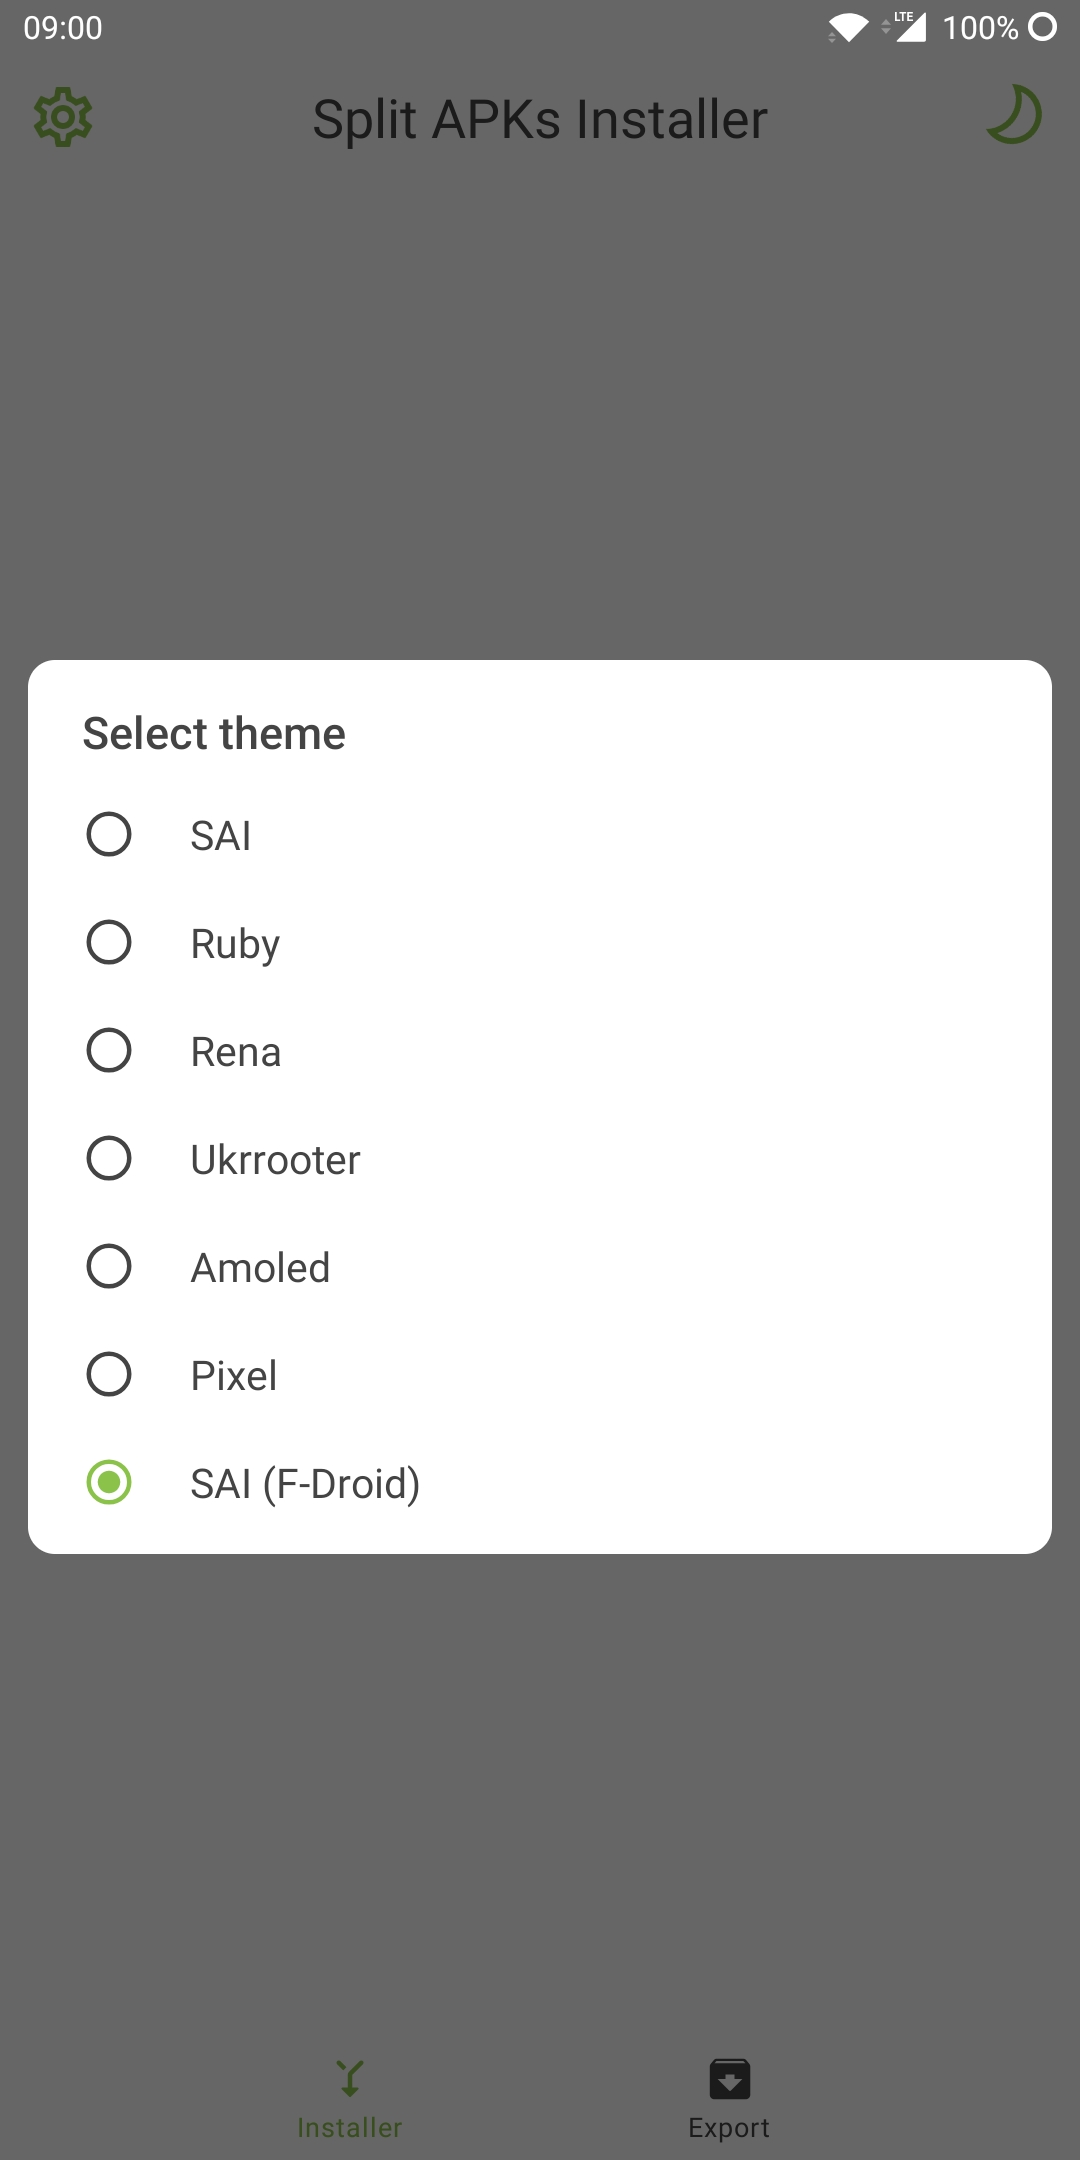 09:00
LTE
100%
Split APKs Installer
Select theme
SAI
Ruby
Rena
Ukrrooter
Amoled
Pixel
SAI (F-Droid)
Installer
Export